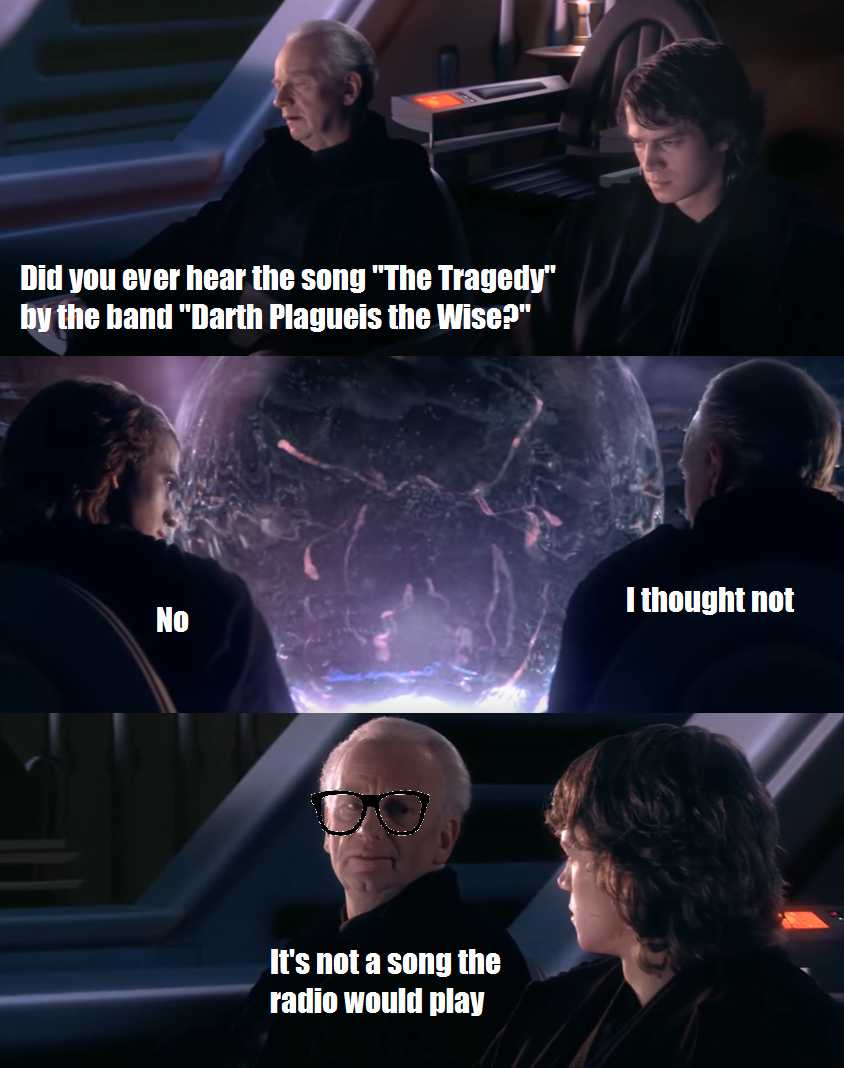 Did you ever hear the song "The Tragedy"
by the band "Darth Plagueis the Wise?"
No
I thought not
It's not a song the
radio would play